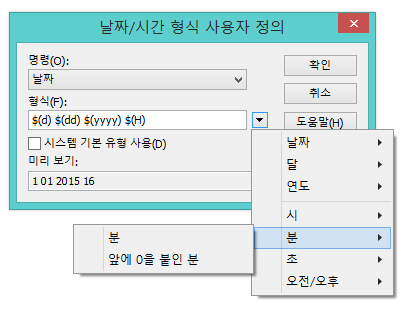 날짜/시간 형식 사용자 정의
명령(O):
날짜
확인
취소
형식(F):
$(d) $(dd) $(yyyy) $(H)
도움말(H)
시스템 기본 유형 사용(D)
미리 보기:
1 01 2015 16
날짜
달
연도
시
분
초
오전/오후
분
앞에 0을 붙인 분